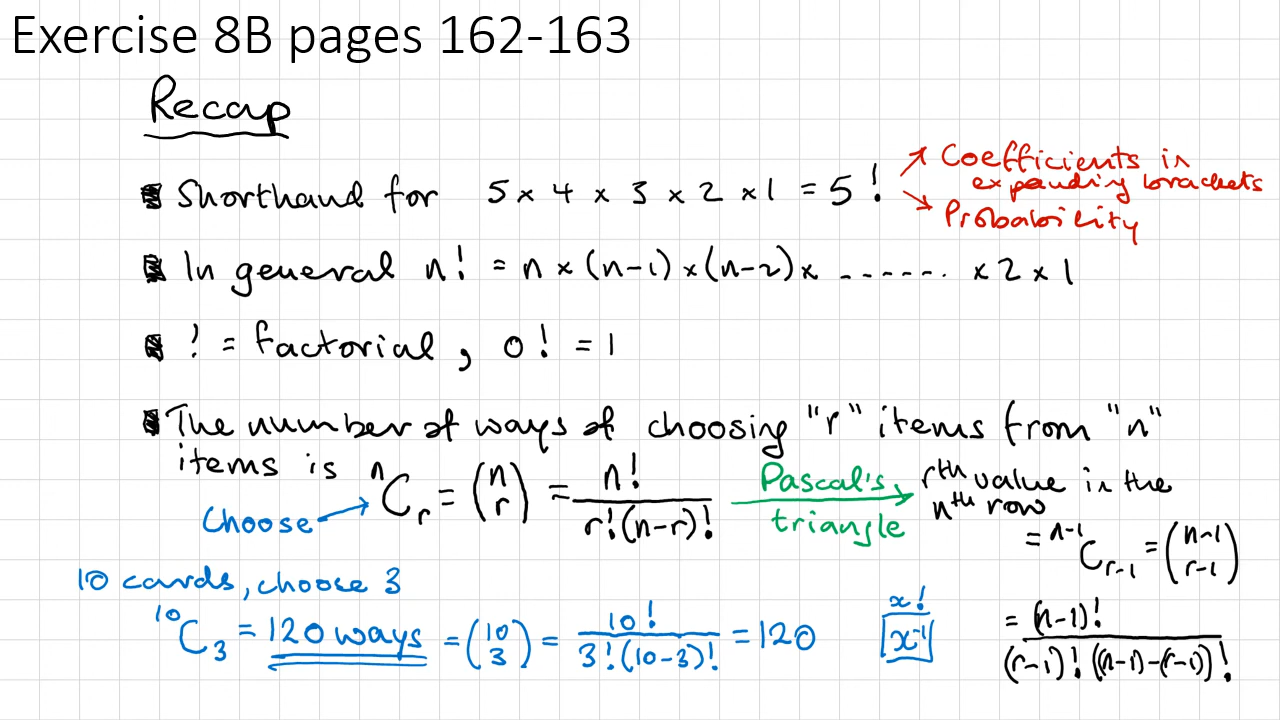 Exercise 8B pages 162-163
Recap
Shorthand for 5 × 4 × 3 × 2 × 1 = 5!
Coefficients in
expanding brackets
Probability
In general n! = n × (n-1) × (n-2) × ....... × 2 × 1
! = factorial, 0! = 1
The number of ways of choosing "r" items from "n"
items is ⁿCᵣ = (n r) = n! / r!(n-r)!
Choose
Pascal's
triangle
rᵗʰ value in the
nᵗʰ row
= ⁿ⁻¹Cᵣ₋₁ = (n-1 r-1)
10 cards, choose 3
¹⁰C₃ = 120 ways = (10 3) = 10! / 3!(10-3)! = 120
x!
x⁻¹
= (n-1)! / (r-1)!((n-1)-(r-1))!